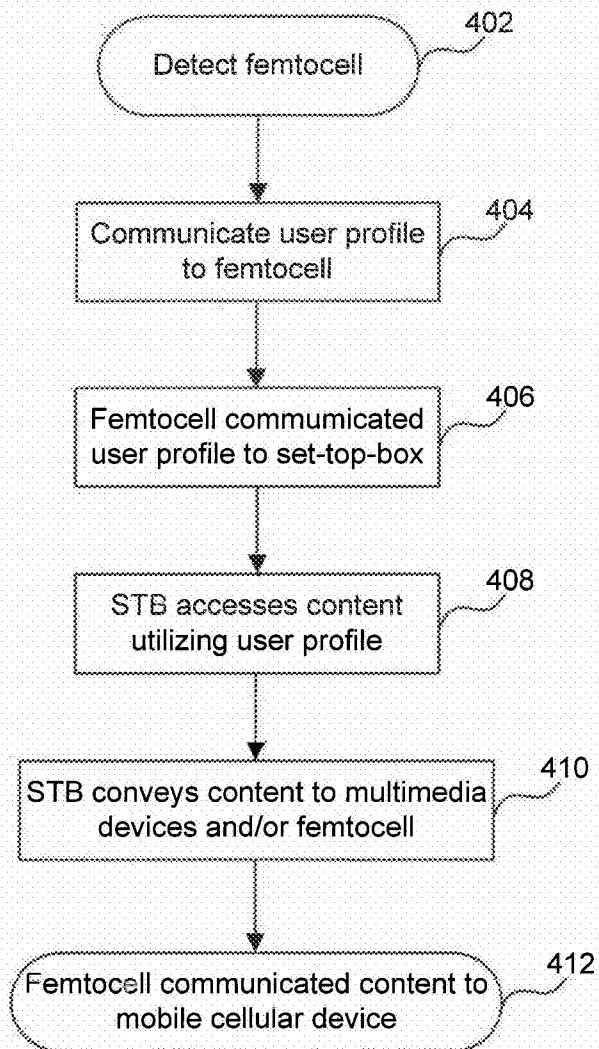 402
Detect femtocell
404
Communicate user profile
to femtocell
406
Femtocell commumicated
user profile to set-top-box
408
STB accesses content
utilizing user profile
410
STB conveys content to multimedia
devices and/or femtocell
412
Femtocell communicated content to
mobile cellular device